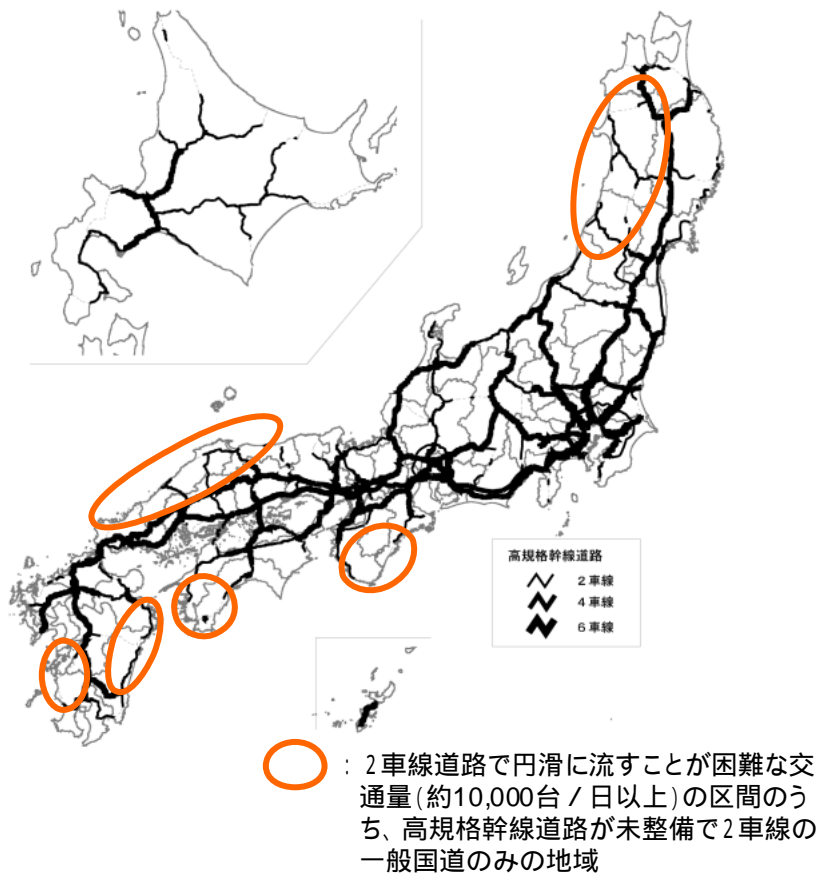 高規格幹線道路
2車線
4車線
6車線
: 2車線道路で円滑に流すことが困難な交
通量(約10,000台/日以上)の区間のう
ち、高規格幹線道路が未整備で2車線の
一般国道のみの地域